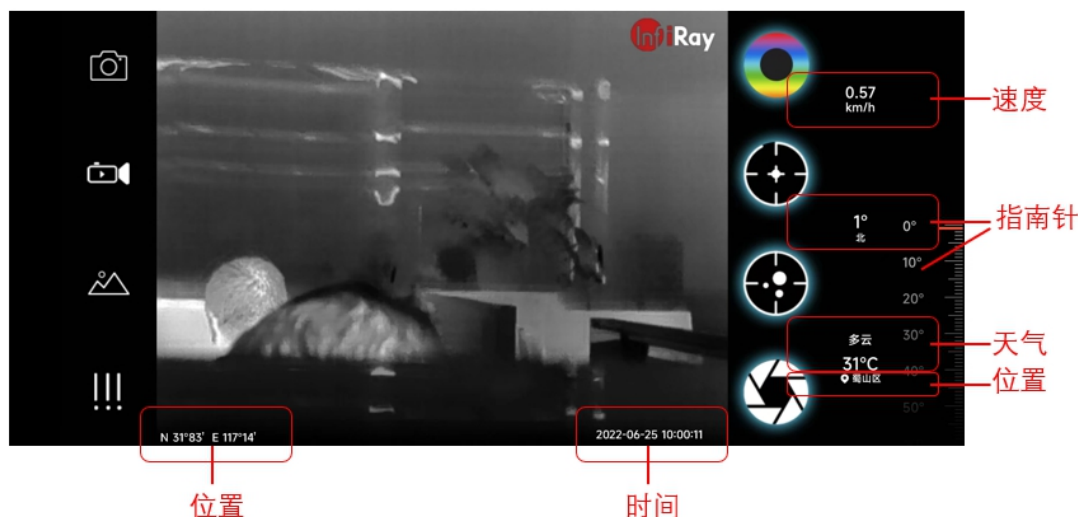 InfiRay
0.57
km/h
速度
1°
北
0°
指南针
10°
20°
30°
多云
天气
31°C
40°
蜀山区
位置
50°
N 31°83' E 117°14'
2022-06-25 10:00:11
位置
时间